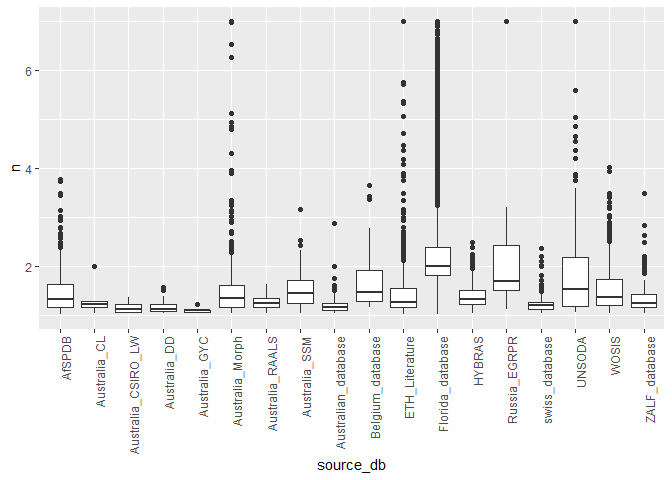 6
4
2
n
AfSPDB
Australia_CL
Australia_CSIRO_LW
Australia_DD
Australia_GYC
Australia_Morph
Australia_RAALS
Australia_SSM
Australian_database
Belgium_database
ETH_Literature
Florida_database
HYBRAS
Russia_EGRPR
swiss_database
UNSODA
WOSIS
ZALF_database
source_db